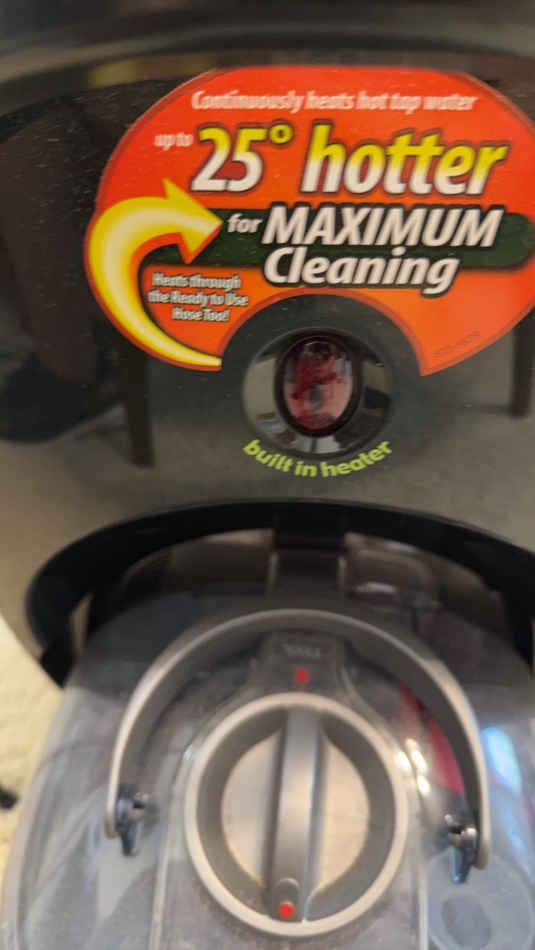 Continuously heats hot tap water
up to 25° hotter
for MAXIMUM
Cleaning
Heats through
the Ready to Use
Hose Too!
built in heater